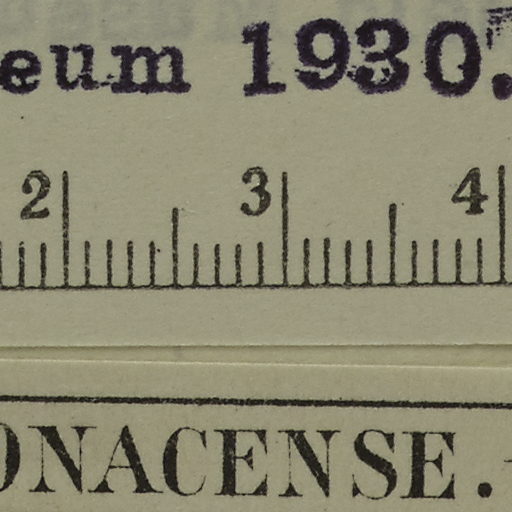 eum 1930.
2 3 4
ONACENSE.